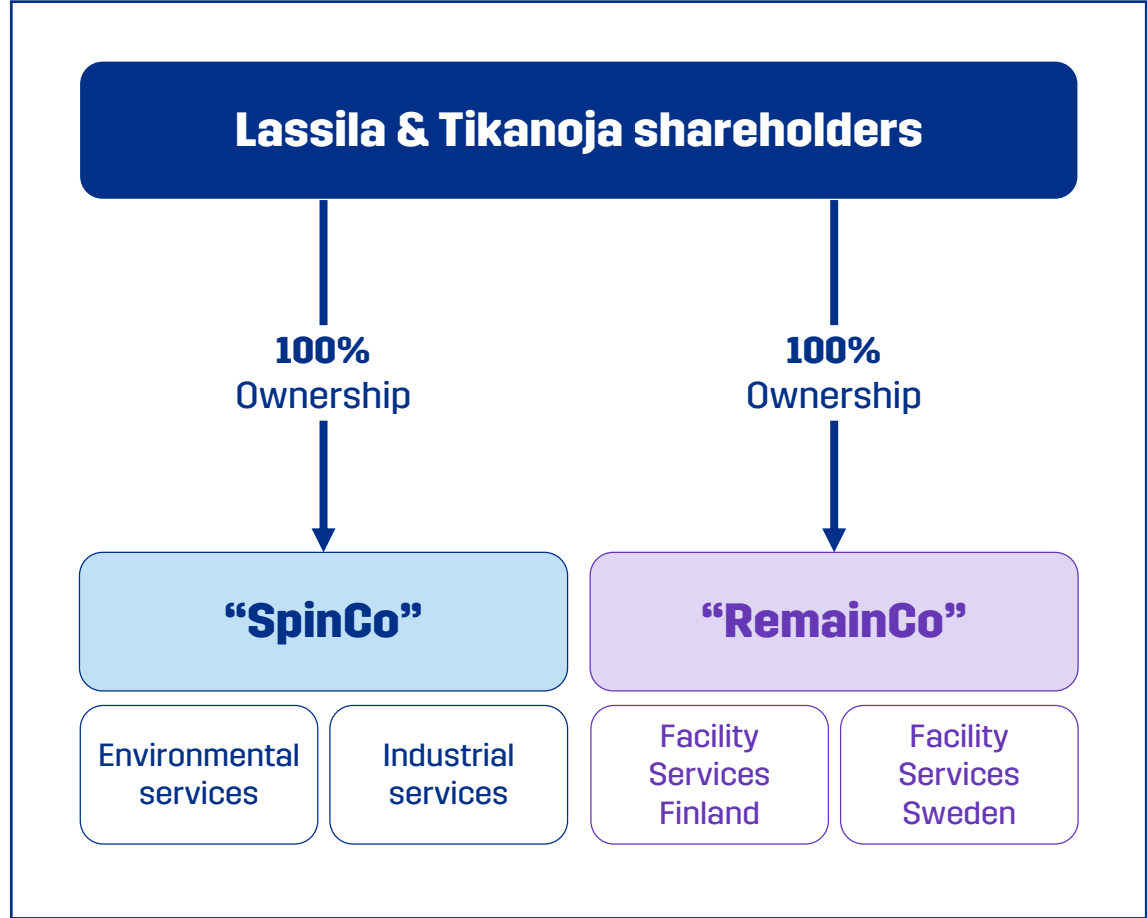 Lassila & Tikanoja shareholders
100%
Ownership
100%
Ownership
“SpinCo”
“RemainCo”
Environmental
services
Industrial
services
Facility
Services
Finland
Facility
Services
Sweden